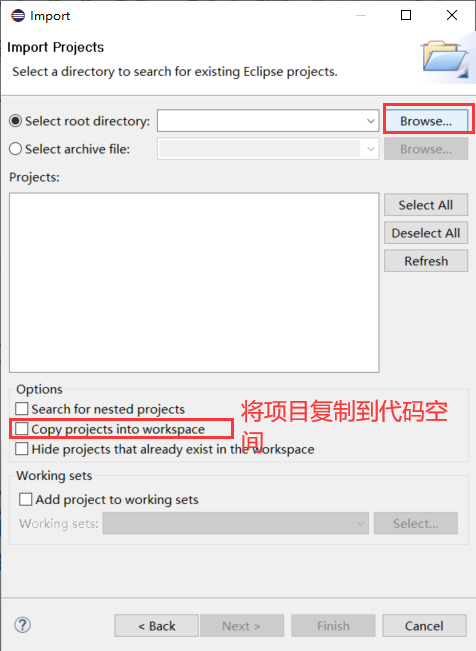 Import
Import Projects
Select a directory to search for existing Eclipse projects.
Select root directory:
Browse...
Select archive file:
Browse...
Projects:
Select All
Deselect All
Refresh
Options
Search for nested projects
Copy projects into workspace
将项目复制到代码空
间
Hide projects that already exist in the workspace
Working sets
Add project to working sets
Working sets:
Select...
< Back
Next >
Finish
Cancel